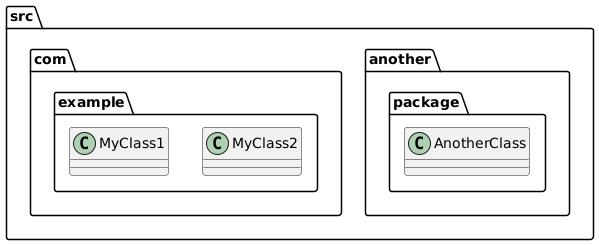 src
com
another
example
package
C MyClass1
C MyClass2
C AnotherClass